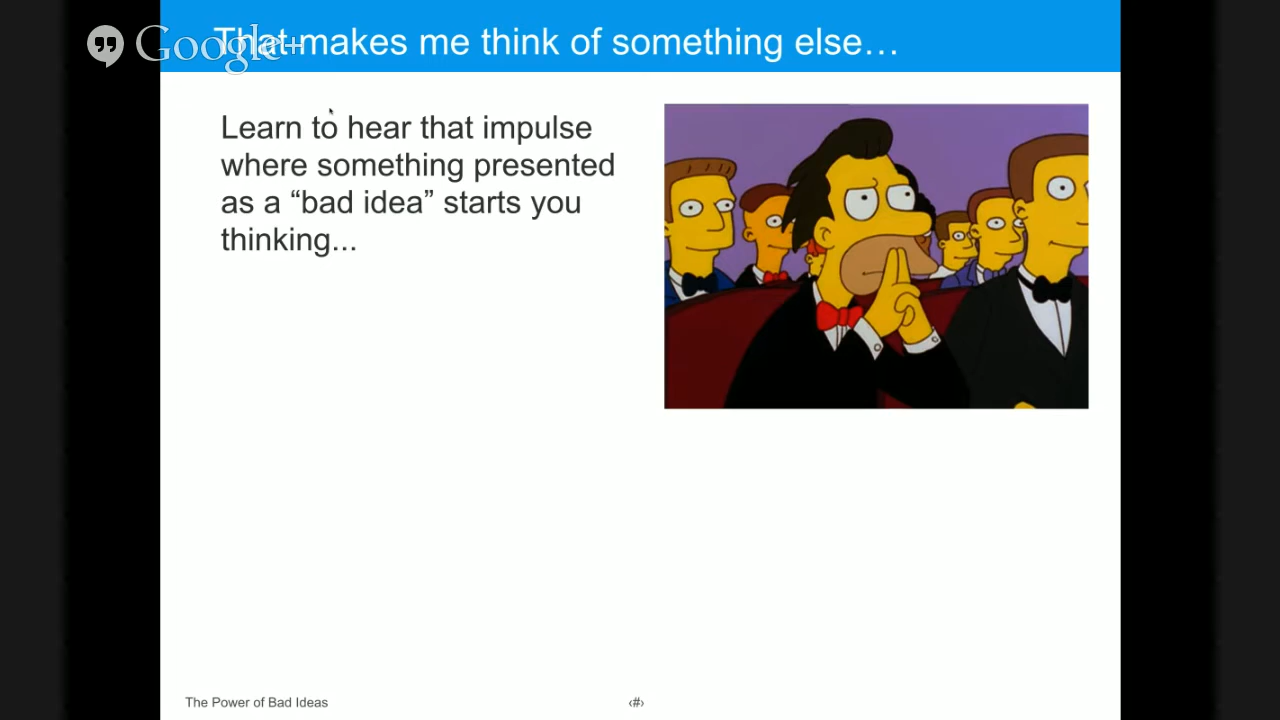 Google+
That makes me think of something else…
Learn to hear that impulse
where something presented
as a “bad idea” starts you
thinking...
The Power of Bad Ideas
‹#›